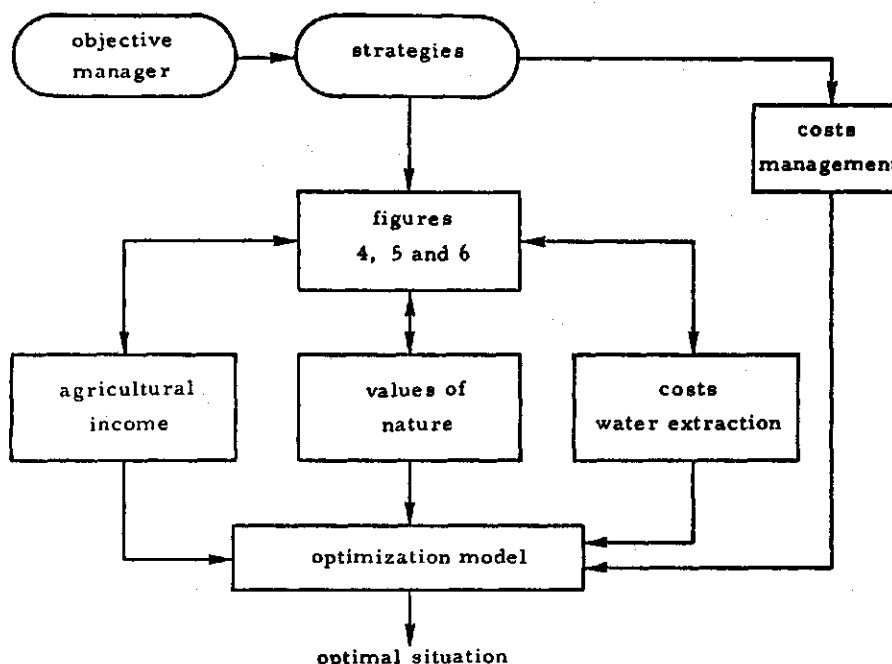 objective
manager
strategies
costs
management
figures
4, 5 and 6
agricultural
income
values of
nature
costs
water extraction
optimization model
optimal situation